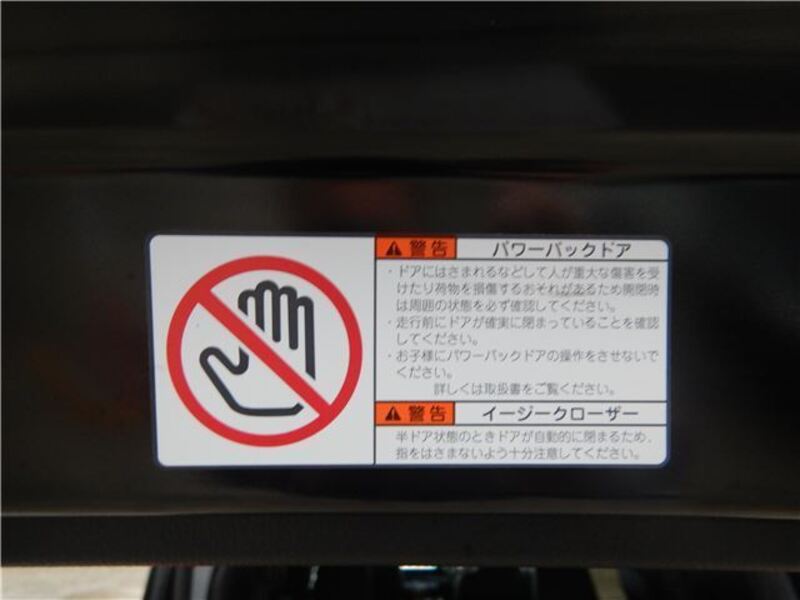 警告 パワーバックドア
・ドアにはさまれるなどして人が重大な傷害を受
けたり荷物を損傷するおそれがあるため開閉時
は周囲の状態を必ず確認してください。
・走行前にドアが確実に閉まっていることを確認
してください。
・お子様にパワーバックドアの操作をさせないで
ください。
詳しくは取扱書をご覧ください。
警告 イージークローザー
半ドア状態のときドアが自動的に閉まるため、
指をはさまないよう十分注意してください。